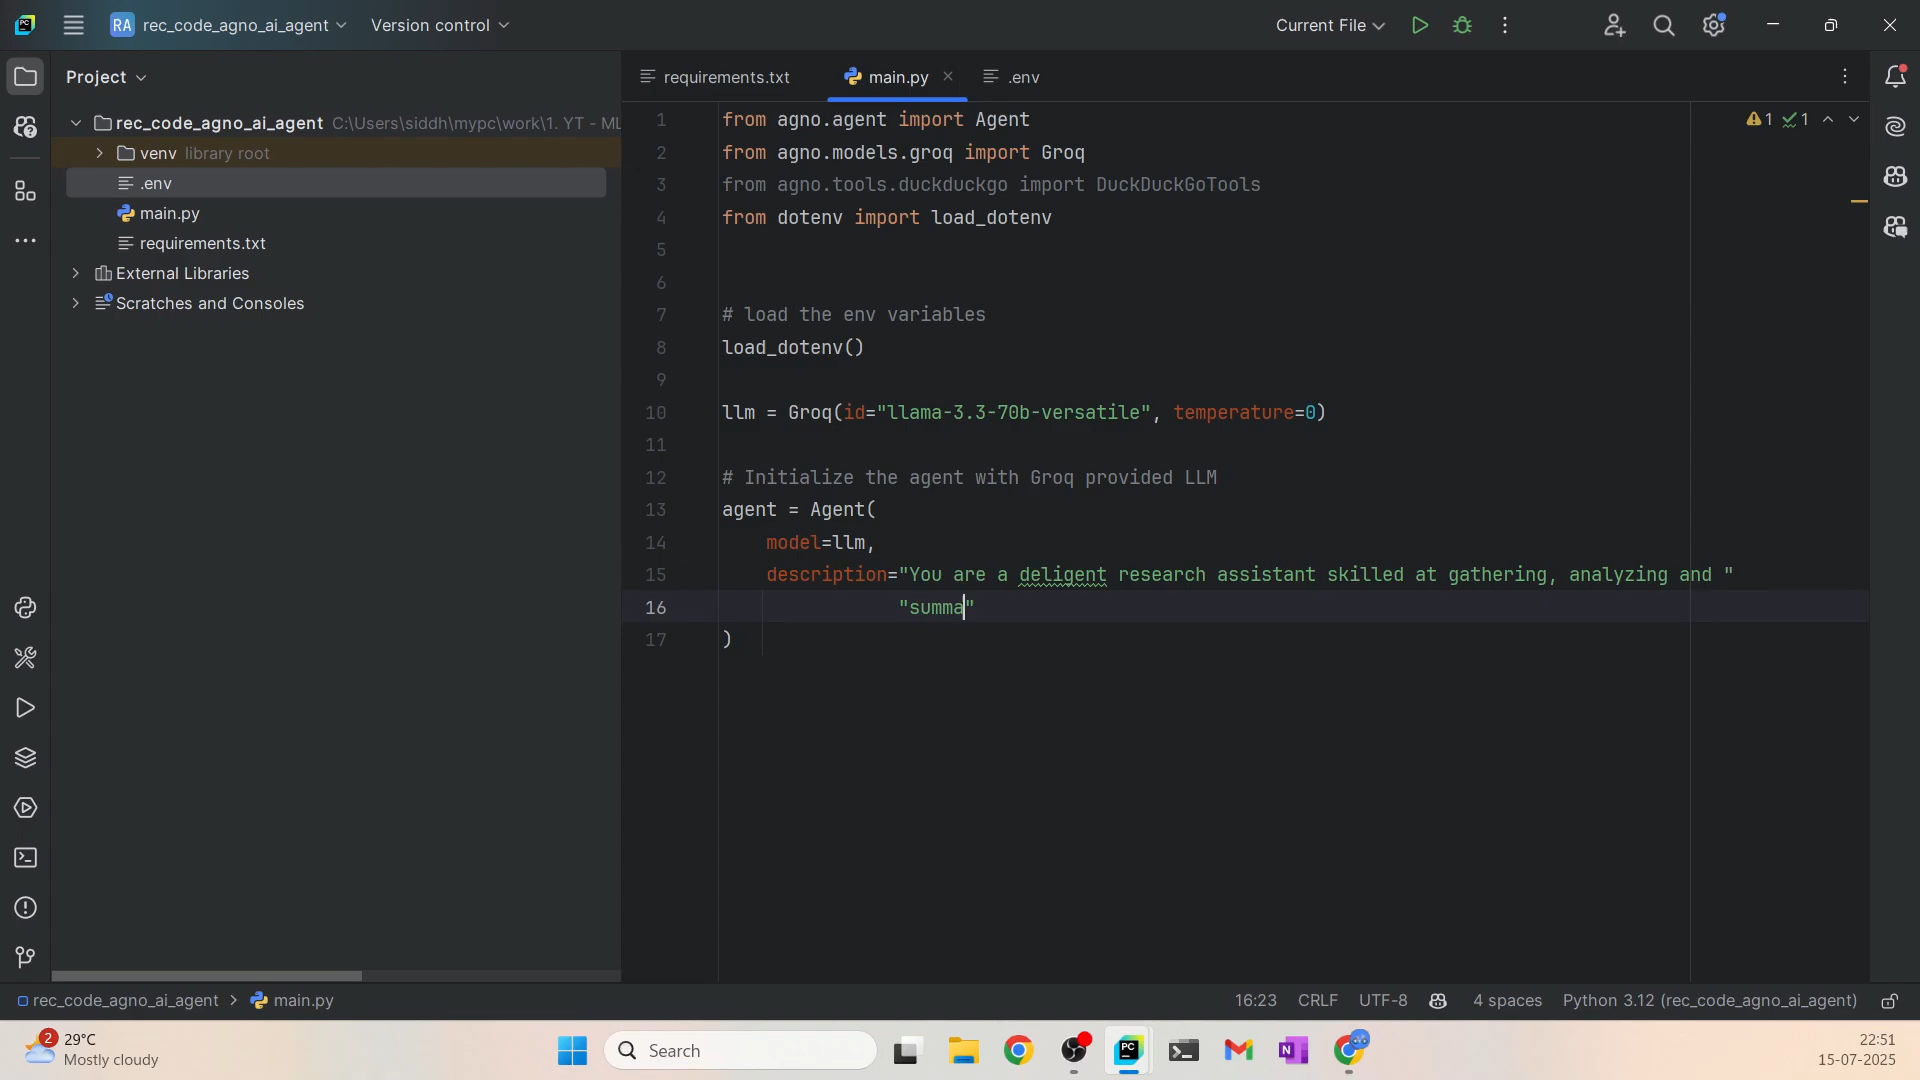 RA rec_code_agno_ai_agent Version control Current File
Project
requirements.txt main.py .env
rec_code_agno_ai_agent C:\Users\siddh\mypc\work\1. YT - ML
venv library root
.env
main.py
requirements.txt
External Libraries
Scratches and Consoles
1 from agno.agent import Agent
2 from agno.models.groq import Groq
3 from agno.tools.duckduckgo import DuckDuckGoTools
4 from dotenv import load_dotenv
5
6
7 # load the env variables
8 load_dotenv()
9
10 llm = Groq(id="llama-3.3-70b-versatile", temperature=0)
11
12 # Initialize the agent with Groq provided LLM
13 agent = Agent(
14 model=llm,
15 description="You are a deligent research assistant skilled at gathering, analyzing and "
16 "summa"
17 )
1 1
rec_code_agno_ai_agent > main.py
16:23 CRLF UTF-8 4 spaces Python 3.12 (rec_code_agno_ai_agent)
2 29°C
Mostly cloudy
Search
PC
22:51
15-07-2025